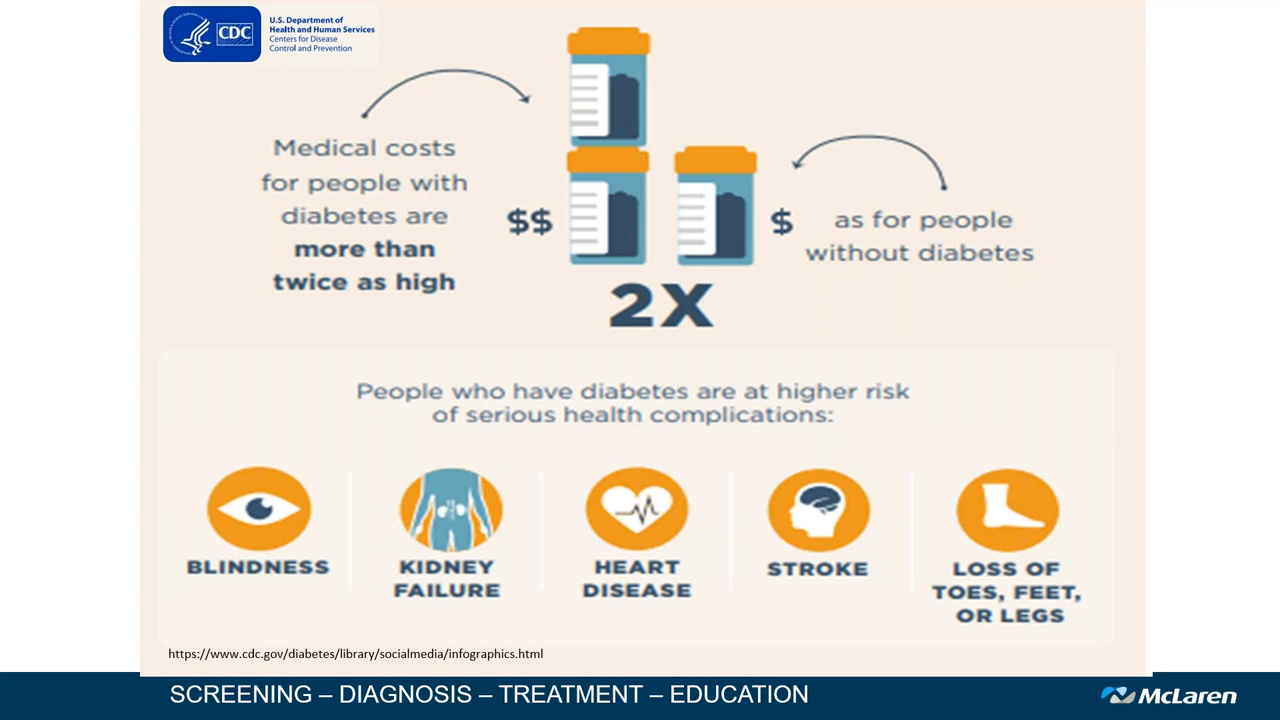 CDC
U.S. Department of
Health and Human Services
Centers for Disease
Control and Prevention
Medical costs
for people with
diabetes are
more than
twice as high
$$
$
as for people
without diabetes
2X
People who have diabetes are at higher risk
of serious health complications:
BLINDNESS
KIDNEY
FAILURE
HEART
DISEASE
STROKE
LOSS OF
TOES, FEET,
OR LEGS
https://www.cdc.gov/diabetes/library/socialmedia/infographics.html
SCREENING – DIAGNOSIS – TREATMENT – EDUCATION
McLaren